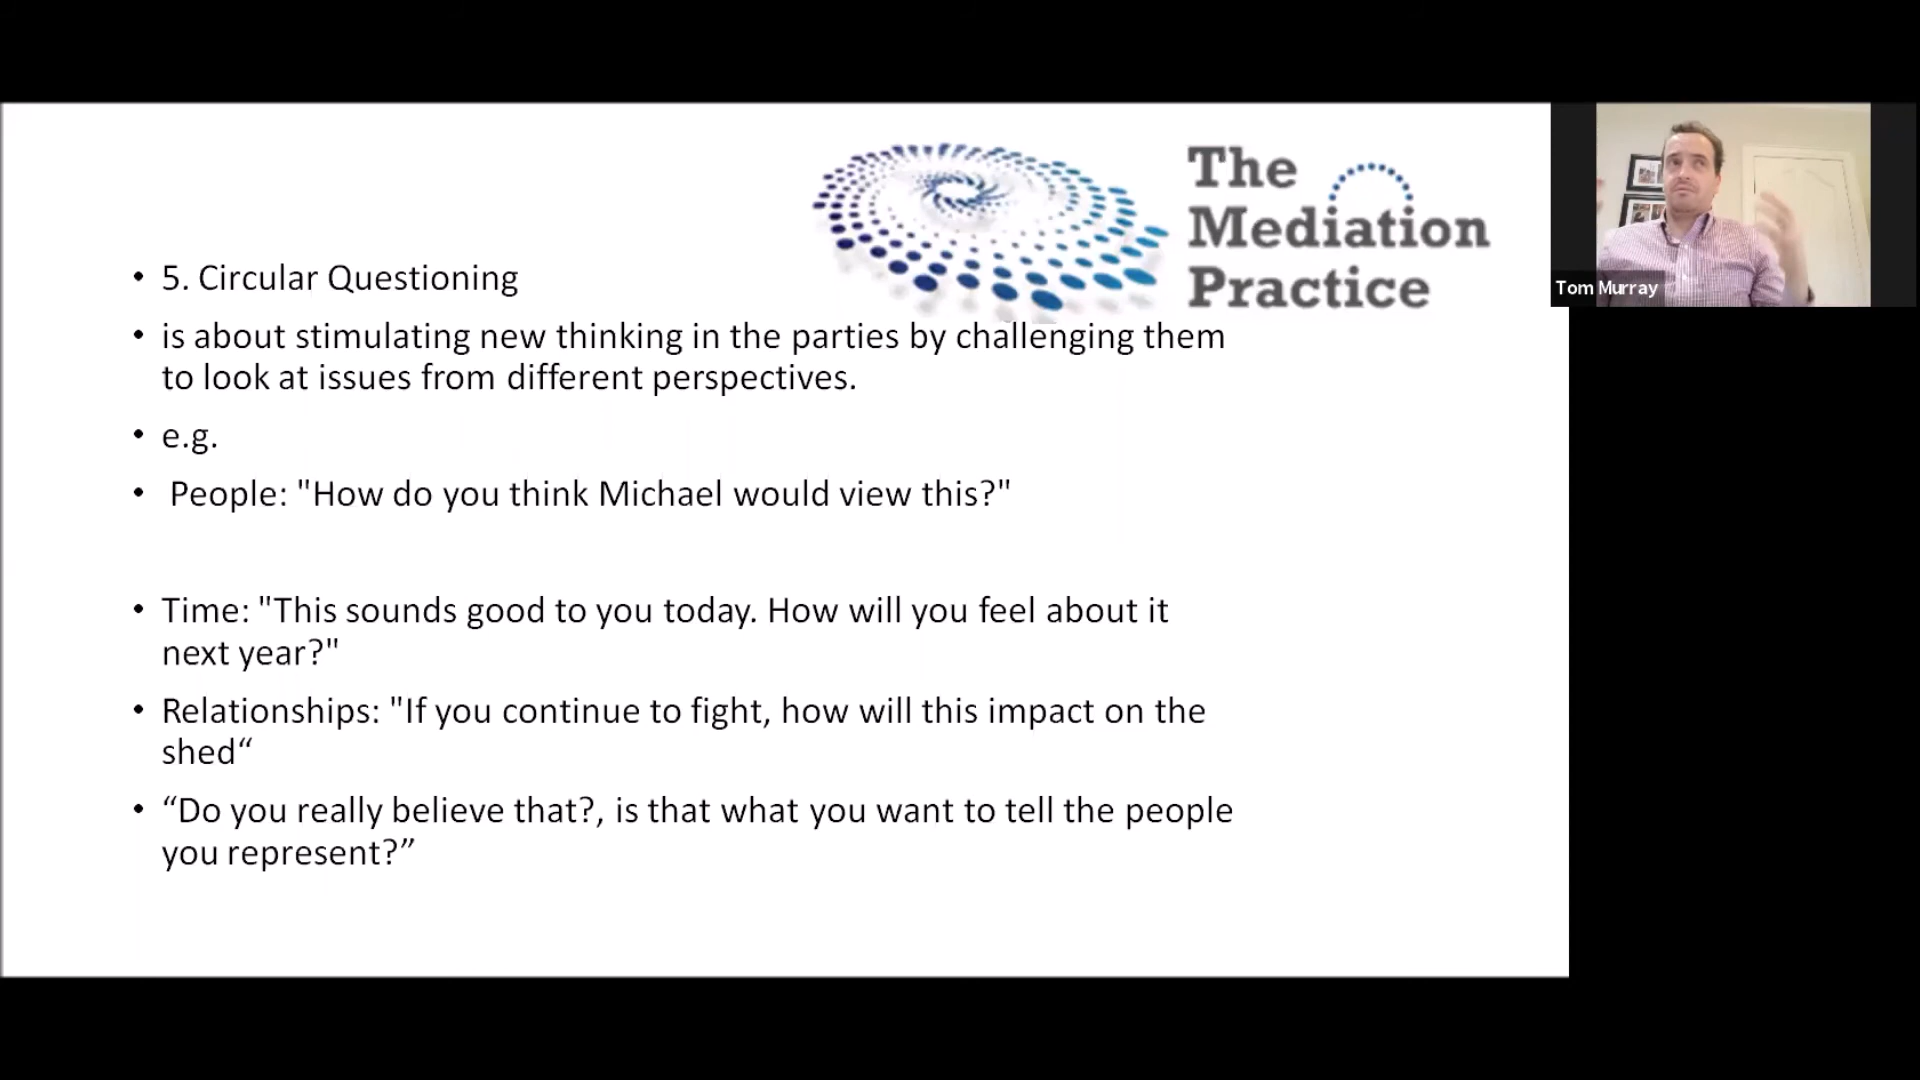 The
Mediation
Practice
Tom Murray
• 5. Circular Questioning
• is about stimulating new thinking in the parties by challenging them
to look at issues from different perspectives.
• e.g.
• People: "How do you think Michael would view this?"
• Time: "This sounds good to you today. How will you feel about it
next year?"
• Relationships: "If you continue to fight, how will this impact on the
shed“
• “Do you really believe that?, is that what you want to tell the people
you represent?”